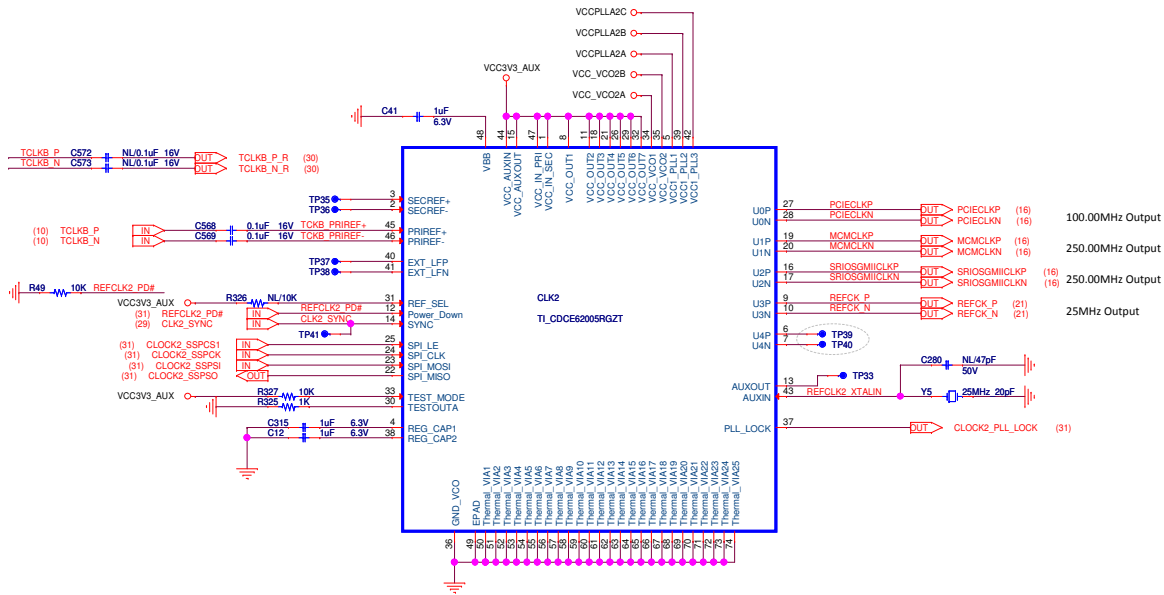 VCCPLLA2C
VCCPLLA2B
VCCPLLA2A
VCC_VCO2B
VCC_VCO2A
VCC3V3_AUX
C41 1uF
6.3V
48 44 15 47 1 8 11 18 21 26 29 32 34 35 5 39 42
VBB
VCC_AUXIN
VCC_AUXOUT
VCC_IN_PRI
VCC_IN_SEC
VCC_OUT1
VCC_OUT2
VCC_OUT3
VCC_OUT4
VCC_OUT5
VCC_OUT6
VCC_OUT7
VCC_VCO1
VCC_VCO2
VCC1_PLL1
VCC1_PLL2
VCC1_PLL3
TCLKB_P C572 NL/0.1uF 16V OUT TCLKB_P_R (30)
TCLKB_N C573 NL/0.1uF 16V OUT TCLKB_N_R (30)
TP35 3 SECREF+
TP36 2 SECREF-
(10) TCLKB_P IN C568 0.1uF 16V TCKB_PRIREF+ 45 PRIREF+
(10) TCLKB_N IN C569 0.1uF 16V TCKB_PRIREF- 46 PRIREF-
TP37 40 EXT_LFP
TP38 41 EXT_LFN
R49 10K REFCLK2_PD#
VCC3V3_AUX R326 NL/10K 31 REF_SEL
(31) REFCLK2_PD# IN REFCLK2_PD# 12 Power_Down
(29) CLK2_SYNC IN CLK2_SYNC 14 SYNC
TP41
(31) CLOCK2_SSPCS1 IN 25 SPI_LE
(31) CLOCK2_SSPCK IN 24 SPI_CLK
(31) CLOCK2_SSPSI IN 23 SPI_MOSI
(31) CLOCK2_SSPSO OUT 22 SPI_MISO
VCC3V3_AUX R327 10K 33 TEST_MODE
R325 1K 30 TESTOUTA
C315 1uF 6.3V 4 REG_CAP1
C12 1uF 6.3V 38 REG_CAP2
CLK2
TI_CDCE62005RGZT
U0P 27 PCIECLKP OUT PCIECLKP (16)
U0N 28 PCIECLKN OUT PCIECLKN (16)
100.00MHz Output
U1P 19 MCMCLKP OUT MCMCLKP (16)
U1N 20 MCMCLKN OUT MCMCLKN (16)
250.00MHz Output
U2P 16 SRIOSGMIICLKP OUT SRIOSGMIICLKP (16)
U2N 17 SRIOSGMIICLKN OUT SRIOSGMIICLKN (16)
250.00MHz Output
U3P 9 REFCK_P OUT REFCK_P (21)
U3N 10 REFCK_N OUT REFCK_N (21)
25MHz Output
U4P 6 TP39
U4N 7 TP40
C280 NL/47pF
50V
AUXOUT 13 TP33
AUXIN 43 REFCLK2_XTALIN Y5 25MHz 20pF
PLL_LOCK 37 OUT CLOCK2_PLL_LOCK (31)
GND_VCO
EPAD
Thermal_VIA1
Thermal_VIA2
Thermal_VIA3
Thermal_VIA4
Thermal_VIA5
Thermal_VIA6
Thermal_VIA7
Thermal_VIA8
Thermal_VIA9
Thermal_VIA10
Thermal_VIA11
Thermal_VIA12
Thermal_VIA13
Thermal_VIA14
Thermal_VIA15
Thermal_VIA16
Thermal_VIA17
Thermal_VIA18
Thermal_VIA19
Thermal_VIA20
Thermal_VIA21
Thermal_VIA22
Thermal_VIA23
Thermal_VIA24
Thermal_VIA25
36 49 50 51 52 53 54 55 56 57 58 59 60 61 62 63 64 65 66 67 68 69 70 71 72 73 74